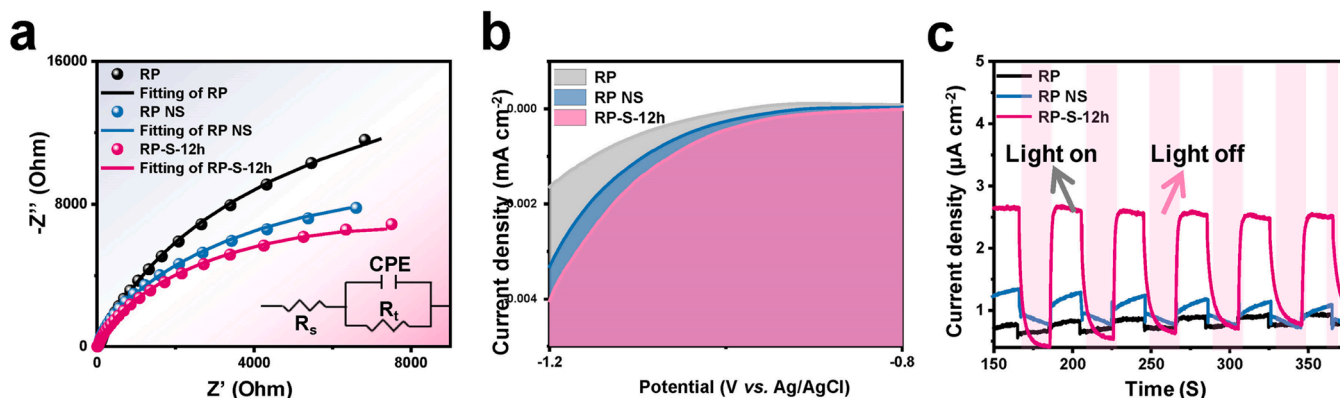 a
-Z'' (Ohm)
16000
8000
0
0
4000
8000
Z' (Ohm)
RP
Fitting of RP
RP NS
Fitting of RP NS
RP-S-12h
Fitting of RP-S-12h
CPE
Rs
Rt
b
Current density (mA cm-2)
0.000
0.002
0.004
-1.2
-0.8
Potential (V vs. Ag/AgCl)
RP
RP NS
RP-S-12h
c
Current density (μA cm-2)
5
4
3
2
1
0
150
200
250
300
350
Time (S)
RP
RP NS
RP-S-12h
Light on
Light off